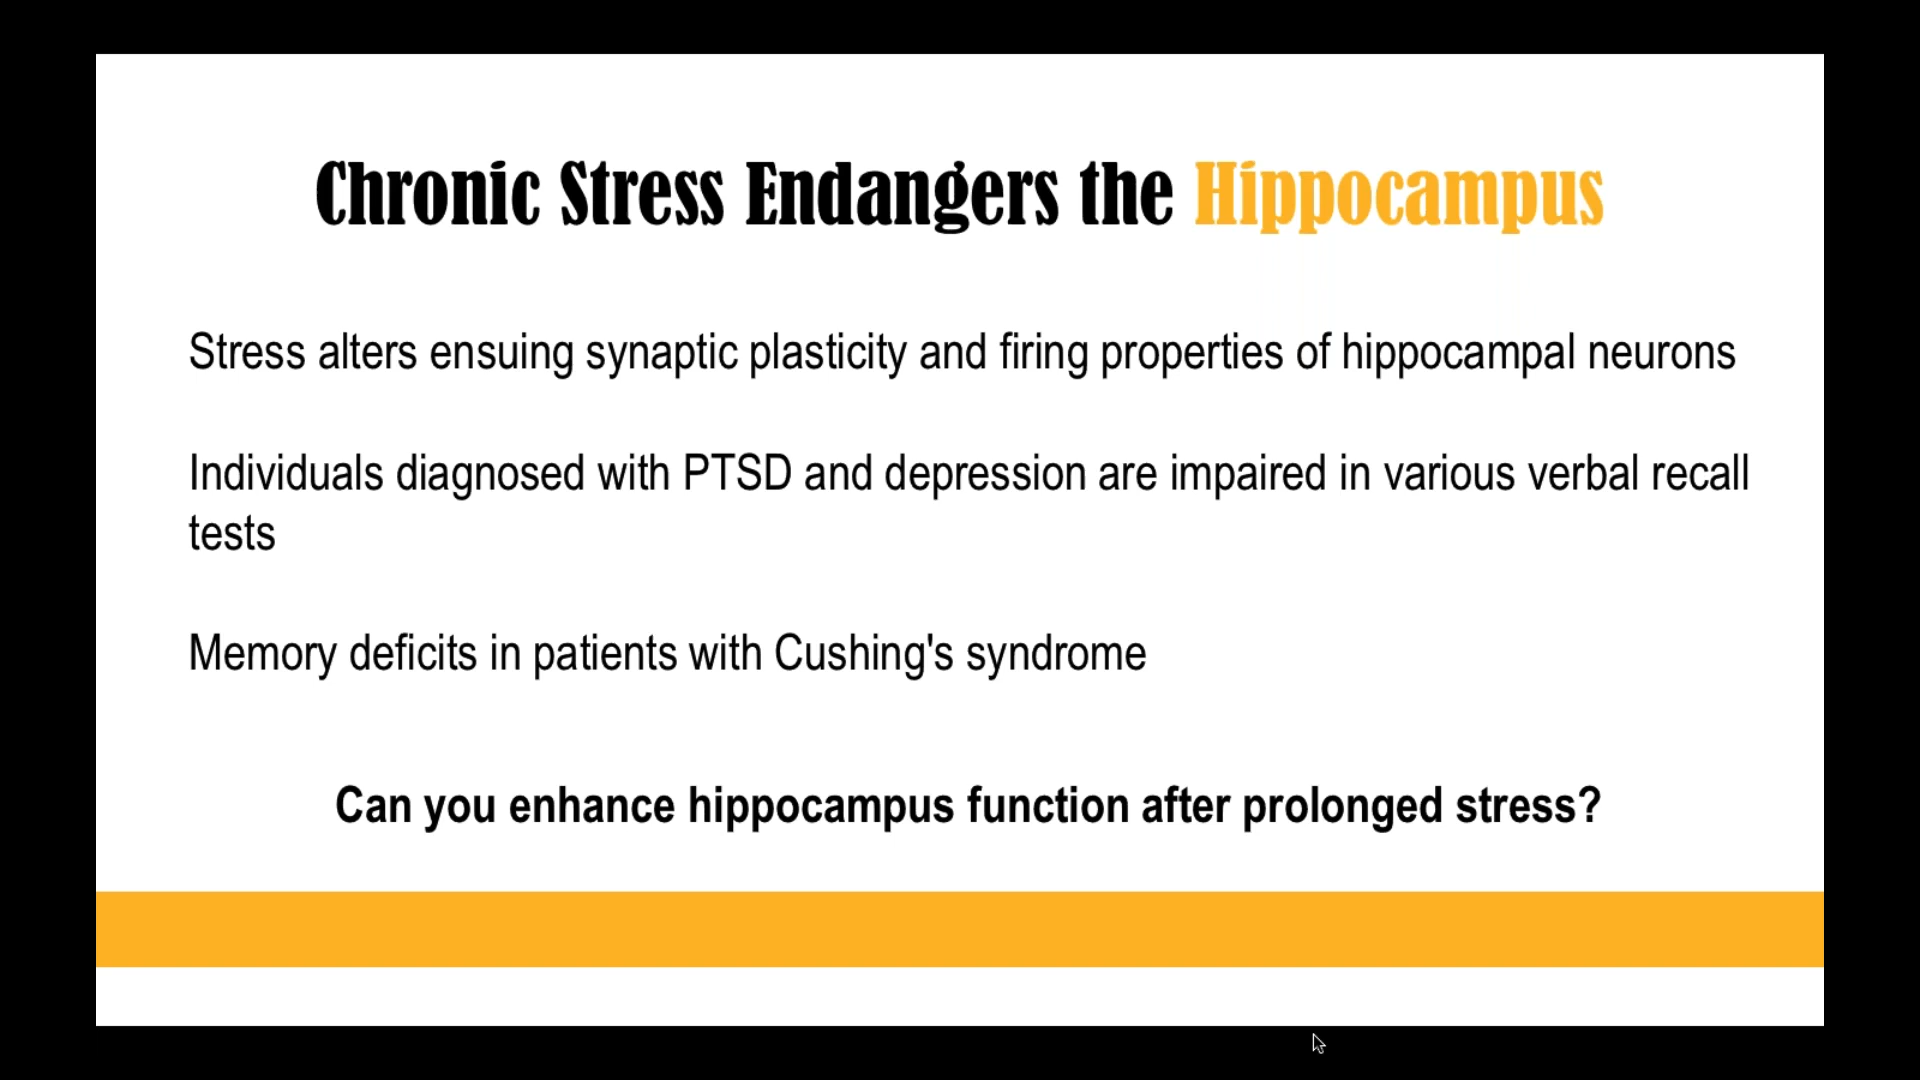 Chronic Stress Endangers the Hippocampus
Stress alters ensuing synaptic plasticity and firing properties of hippocampal neurons
Individuals diagnosed with PTSD and depression are impaired in various verbal recall
tests
Memory deficits in patients with Cushing's syndrome
Can you enhance hippocampus function after prolonged stress?